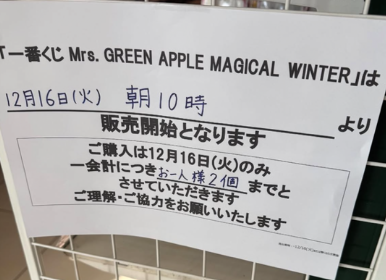 「一番くじ Mrs. GREEN APPLE MAGICAL WINTER」は
12月16日(火) 朝10時 より
販売開始となります
ご購入は12月16日(火)のみ
一会計につきお一人様2個 までと
させていただきます
ご理解・ご協力をお願いいたします